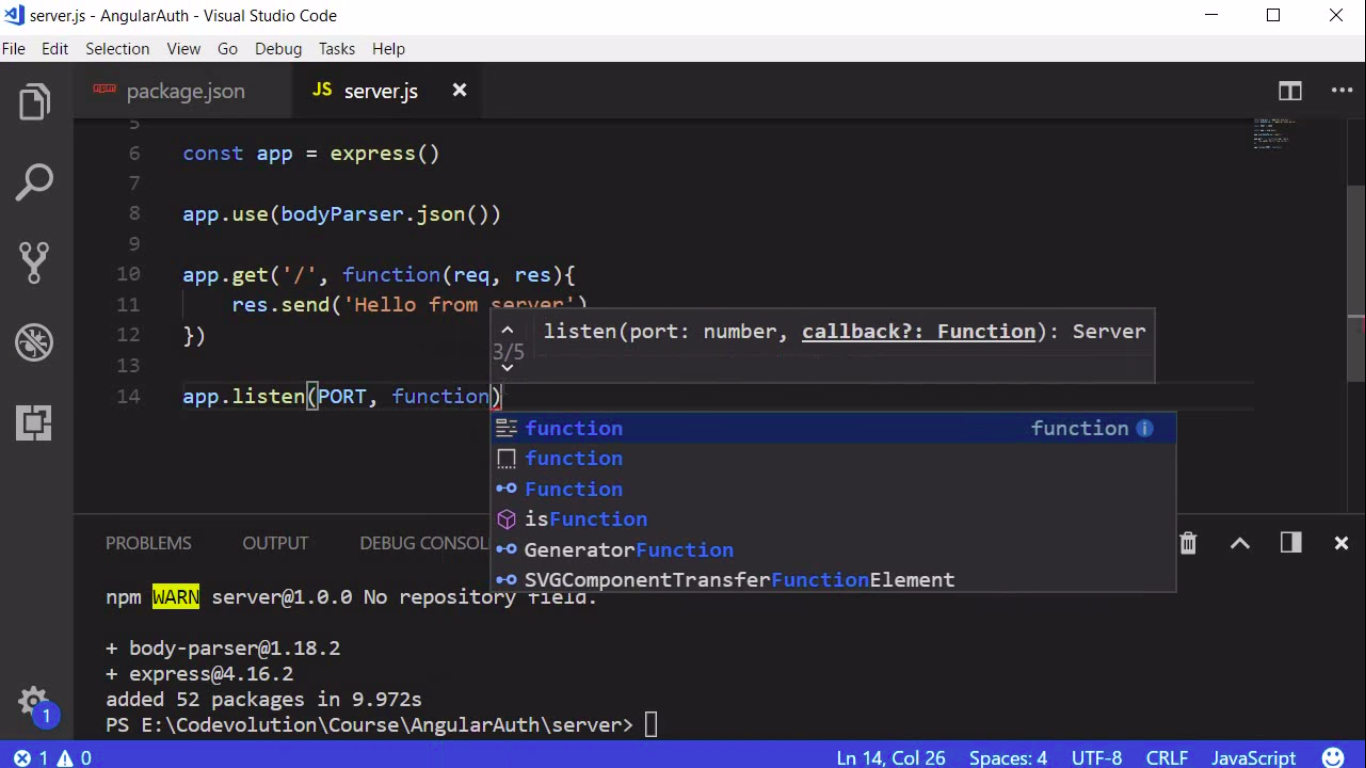 server.js - AngularAuth - Visual Studio Code
File Edit Selection View Go Debug Tasks Help
package.json JS server.js
5
6 const app = express()
7
8 app.use(bodyParser.json())
9
10 app.get('/', function(req, res){
11 res.send('Hello from server')
12 })
listen(port: number, callback?: Function): Server
3/5
13
14 app.listen(PORT, function)
function function
function
Function
isFunction
GeneratorFunction
SVGComponentTransferFunctionElement
PROBLEMS OUTPUT DEBUG CONSOL
npm WARN server@1.0.0 No repository field.
+ body-parser@1.18.2
+ express@4.16.2
added 52 packages in 9.972s
PS E:\Codevolution\Course\AngularAuth\server>
1
1 0 Ln 14, Col 26 Spaces: 4 UTF-8 CRLF JavaScript